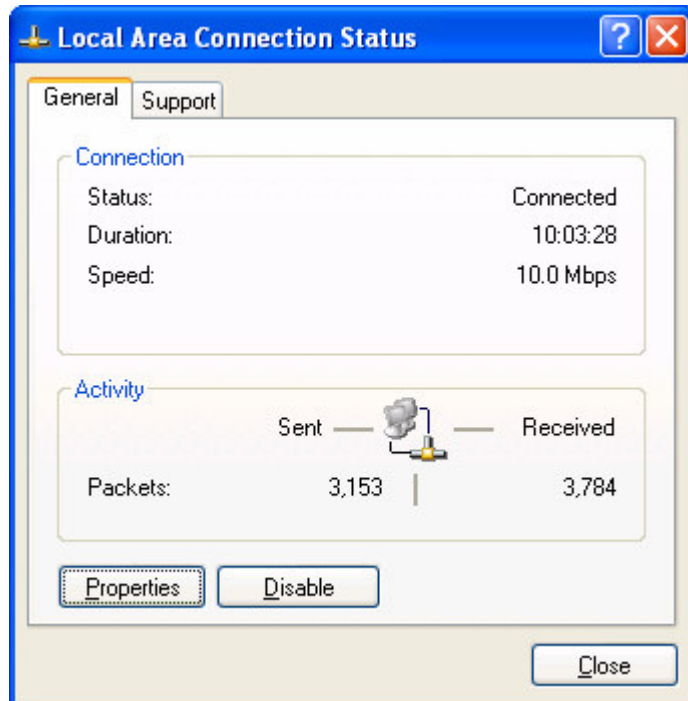 Local Area Connection Status
General Support
Connection
Status: Connected
Duration: 10:03:28
Speed: 10.0 Mbps
Activity
Sent Received
Packets: 3,153 3,784
Properties Disable
Close